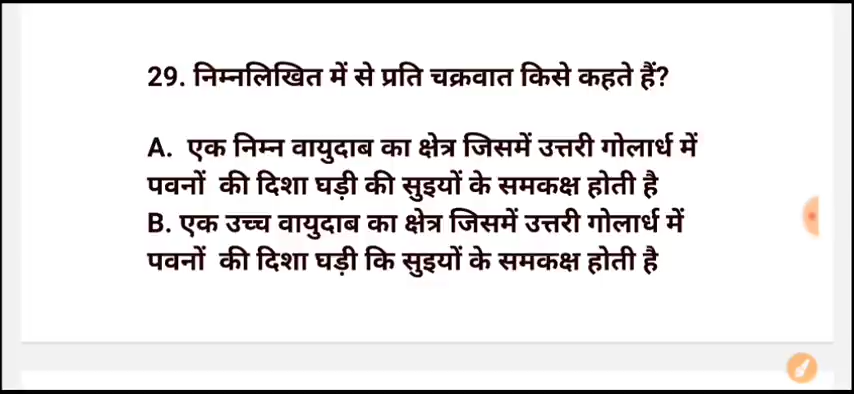 29. निम्नलिखित में से प्रति चक्रवात किसे कहते हैं?
A. एक निम्न वायुदाब का क्षेत्र जिसमें उत्तरी गोलार्ध में
पवनों की दिशा घड़ी की सुइयों के समकक्ष होती है
B. एक उच्च वायुदाब का क्षेत्र जिसमें उत्तरी गोलार्ध में
पवनों की दिशा घड़ी कि सुइयों के समकक्ष होती है